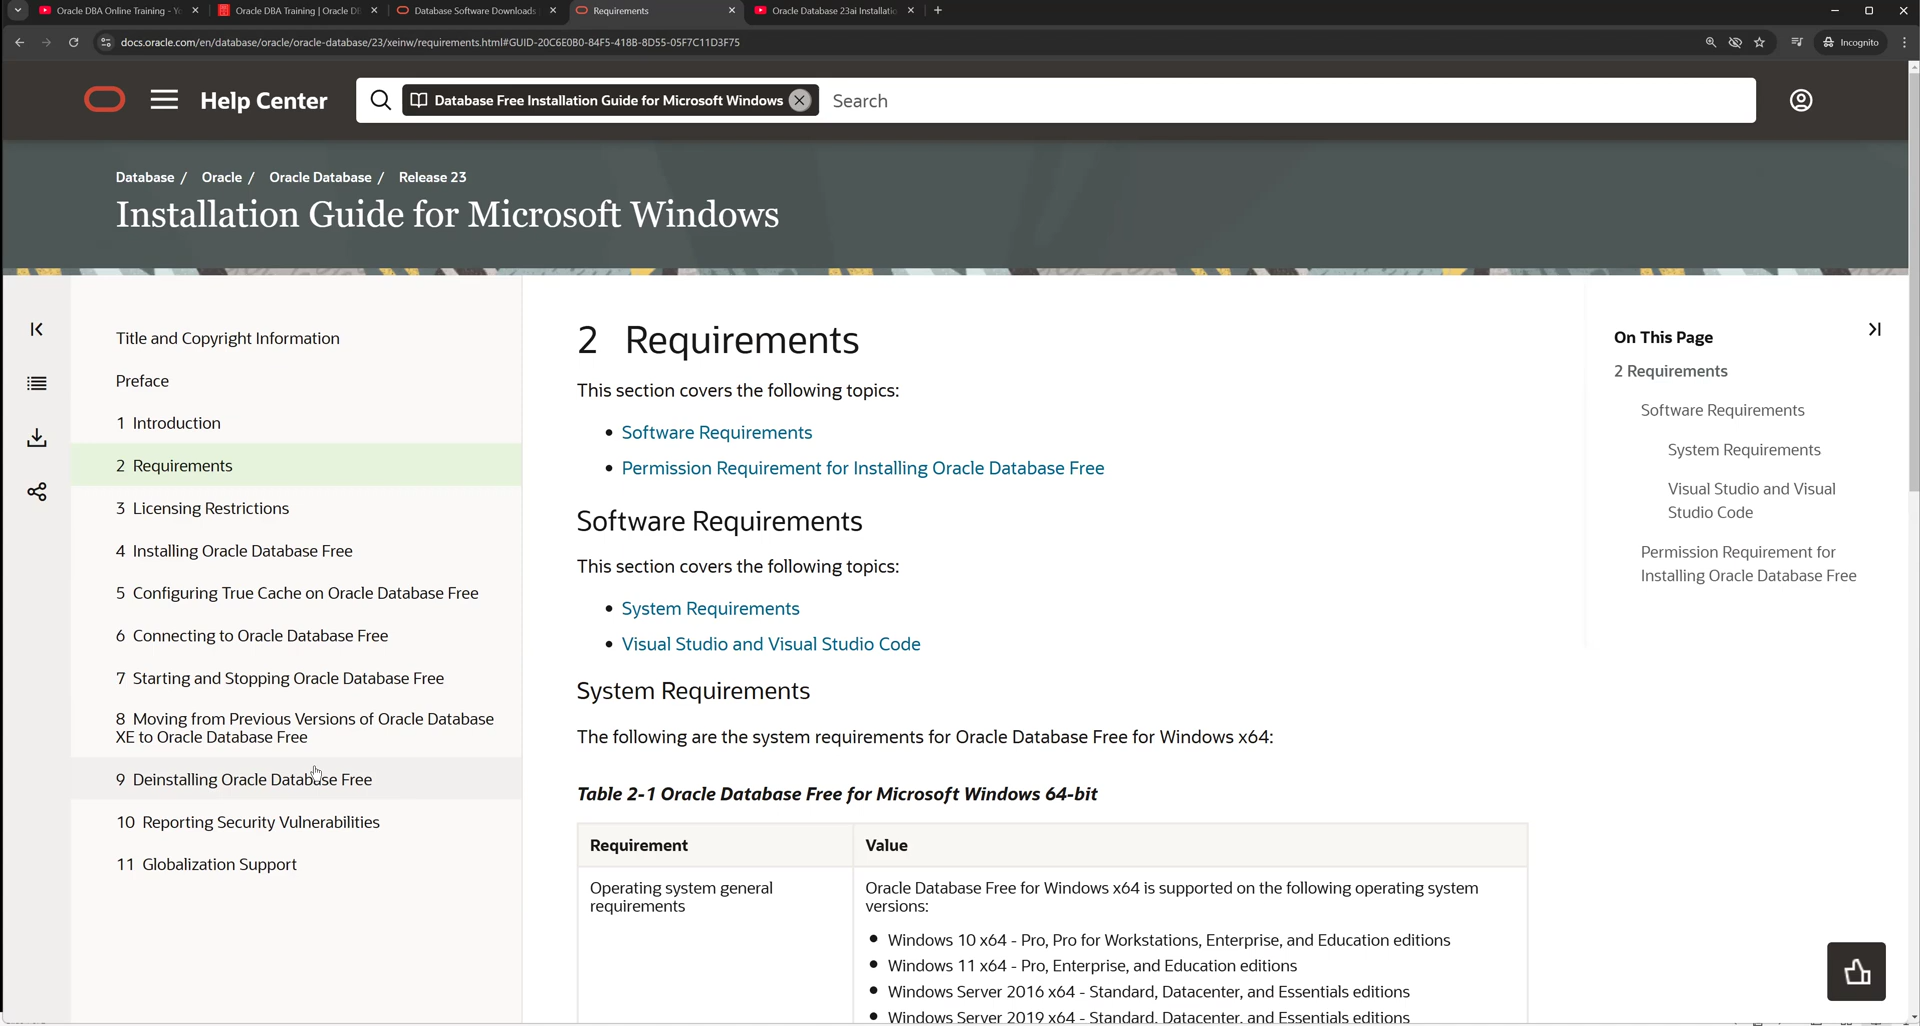 Oracle DBA Online Training - Yo
Oracle DBA Training | Oracle D
Database Software Downloads
Requirements
Oracle Database 23ai Installatio
docs.oracle.com/en/database/oracle/oracle-database/23/xeinw/requirements.html#GUID-20C6E0B0-84F5-418B-8D55-05F7C11D3F75
Incognito
Help Center
Database Free Installation Guide for Microsoft Windows
Search
Database / Oracle / Oracle Database / Release 23
Installation Guide for Microsoft Windows
Title and Copyright Information
Preface
1 Introduction
2 Requirements
3 Licensing Restrictions
4 Installing Oracle Database Free
5 Configuring True Cache on Oracle Database Free
6 Connecting to Oracle Database Free
7 Starting and Stopping Oracle Database Free
8 Moving from Previous Versions of Oracle Database
XE to Oracle Database Free
9 Deinstalling Oracle Database Free
10 Reporting Security Vulnerabilities
11 Globalization Support
2 Requirements
This section covers the following topics:
• Software Requirements
• Permission Requirement for Installing Oracle Database Free
Software Requirements
This section covers the following topics:
• System Requirements
• Visual Studio and Visual Studio Code
System Requirements
The following are the system requirements for Oracle Database Free for Windows x64:
Table 2-1 Oracle Database Free for Microsoft Windows 64-bit
Requirement
Value
Operating system general
requirements
Oracle Database Free for Windows x64 is supported on the following operating system
versions:
• Windows 10 x64 - Pro, Pro for Workstations, Enterprise, and Education editions
• Windows 11 x64 - Pro, Enterprise, and Education editions
• Windows Server 2016 x64 - Standard, Datacenter, and Essentials editions
• Windows Server 2019 x64 - Standard, Datacenter, and Essentials editions
On This Page
2 Requirements
Software Requirements
System Requirements
Visual Studio and Visual
Studio Code
Permission Requirement for
Installing Oracle Database Free